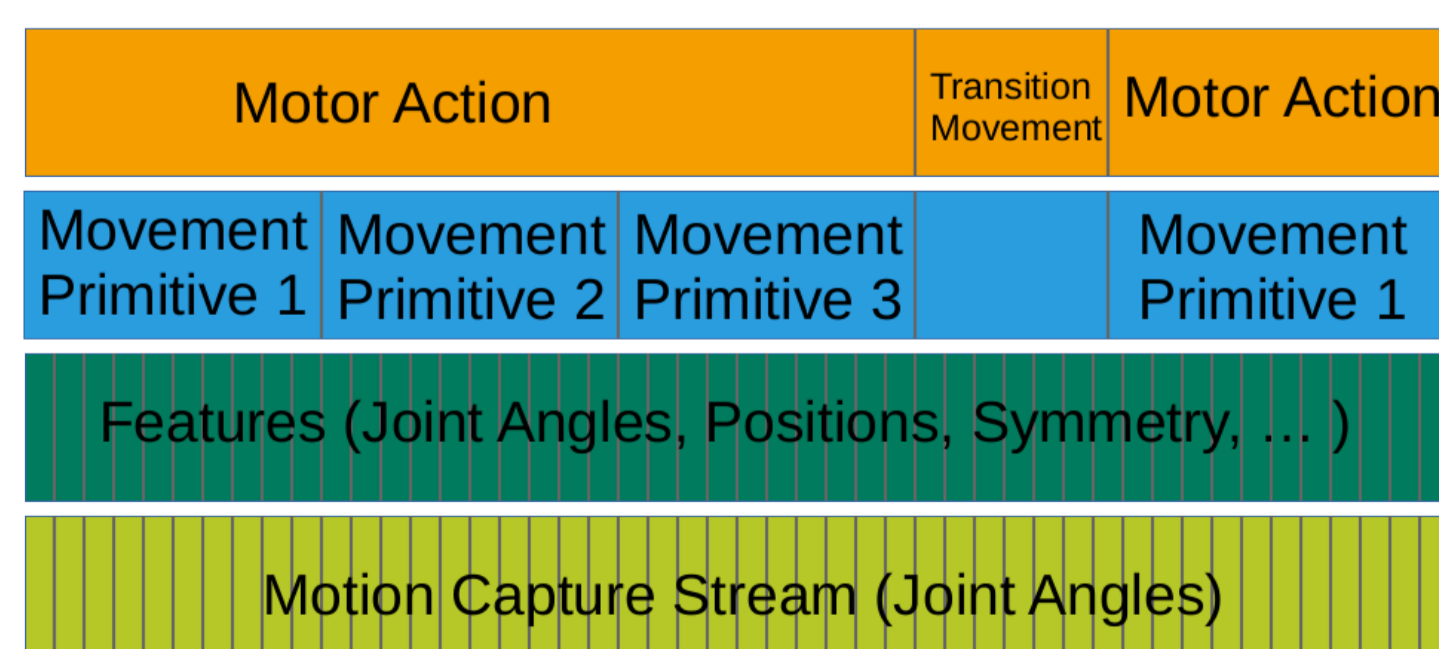 Motor Action
Transition
Movement
Motor Action
Movement
Primitive 1
Movement
Primitive 2
Movement
Primitive 3
Movement
Primitive 1
Features (Joint Angles, Positions, Symmetry, ... )
Motion Capture Stream (Joint Angles)